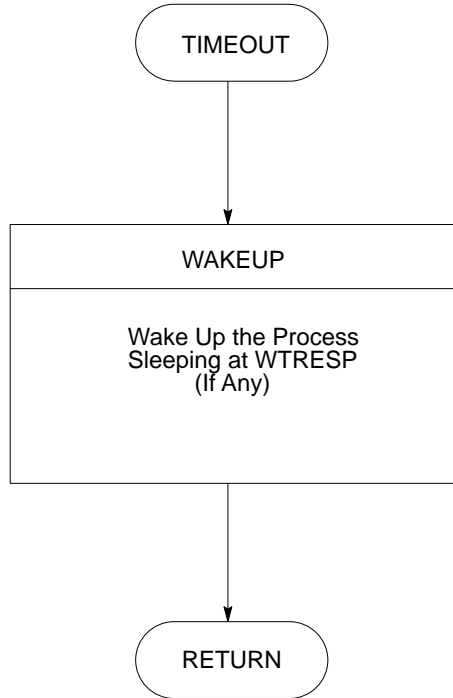 TIMEOUT
WAKEUP
Wake Up the Process
Sleeping at WTRESP
(If Any)
RETURN